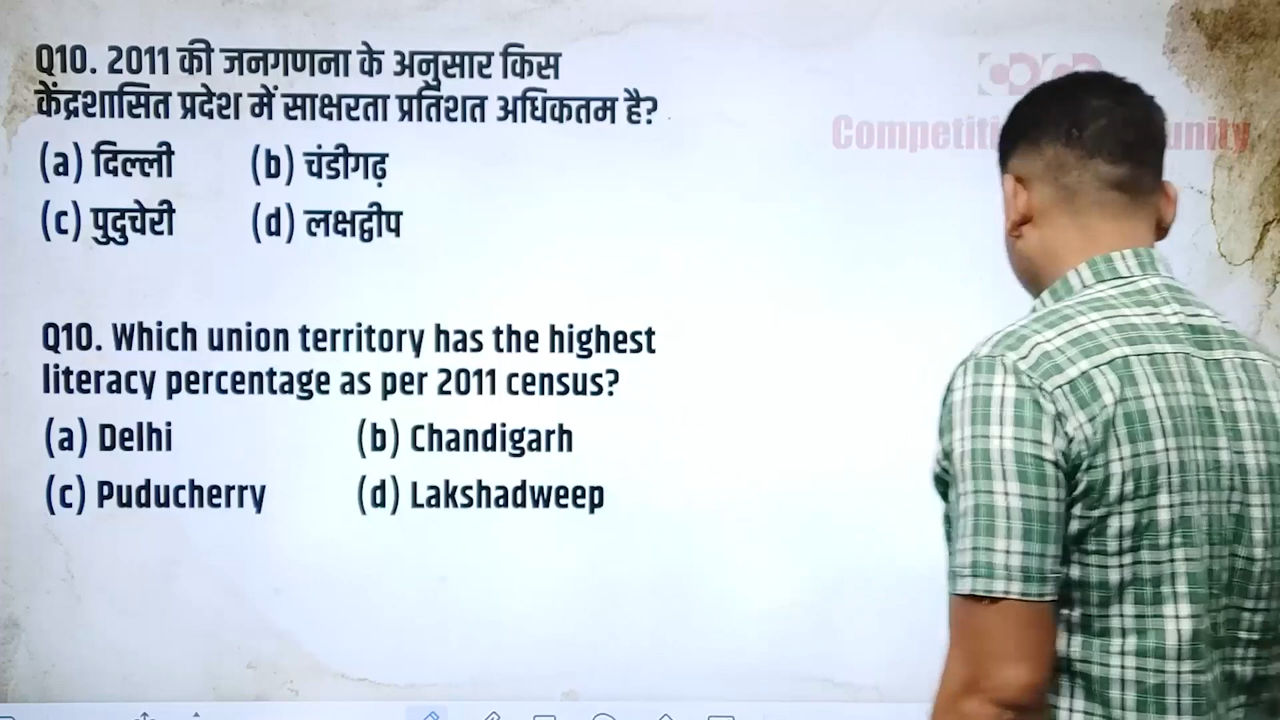 Q10. 2011 की जनगणना के अनुसार किस
केंद्रशासित प्रदेश में साक्षरता प्रतिशत अधिकतम है?
(a) दिल्ली (b) चंडीगढ़
(c) पुदुचेरी (d) लक्षद्वीप
Q10. Which union territory has the highest
literacy percentage as per 2011 census?
(a) Delhi (b) Chandigarh
(c) Puducherry (d) Lakshadweep